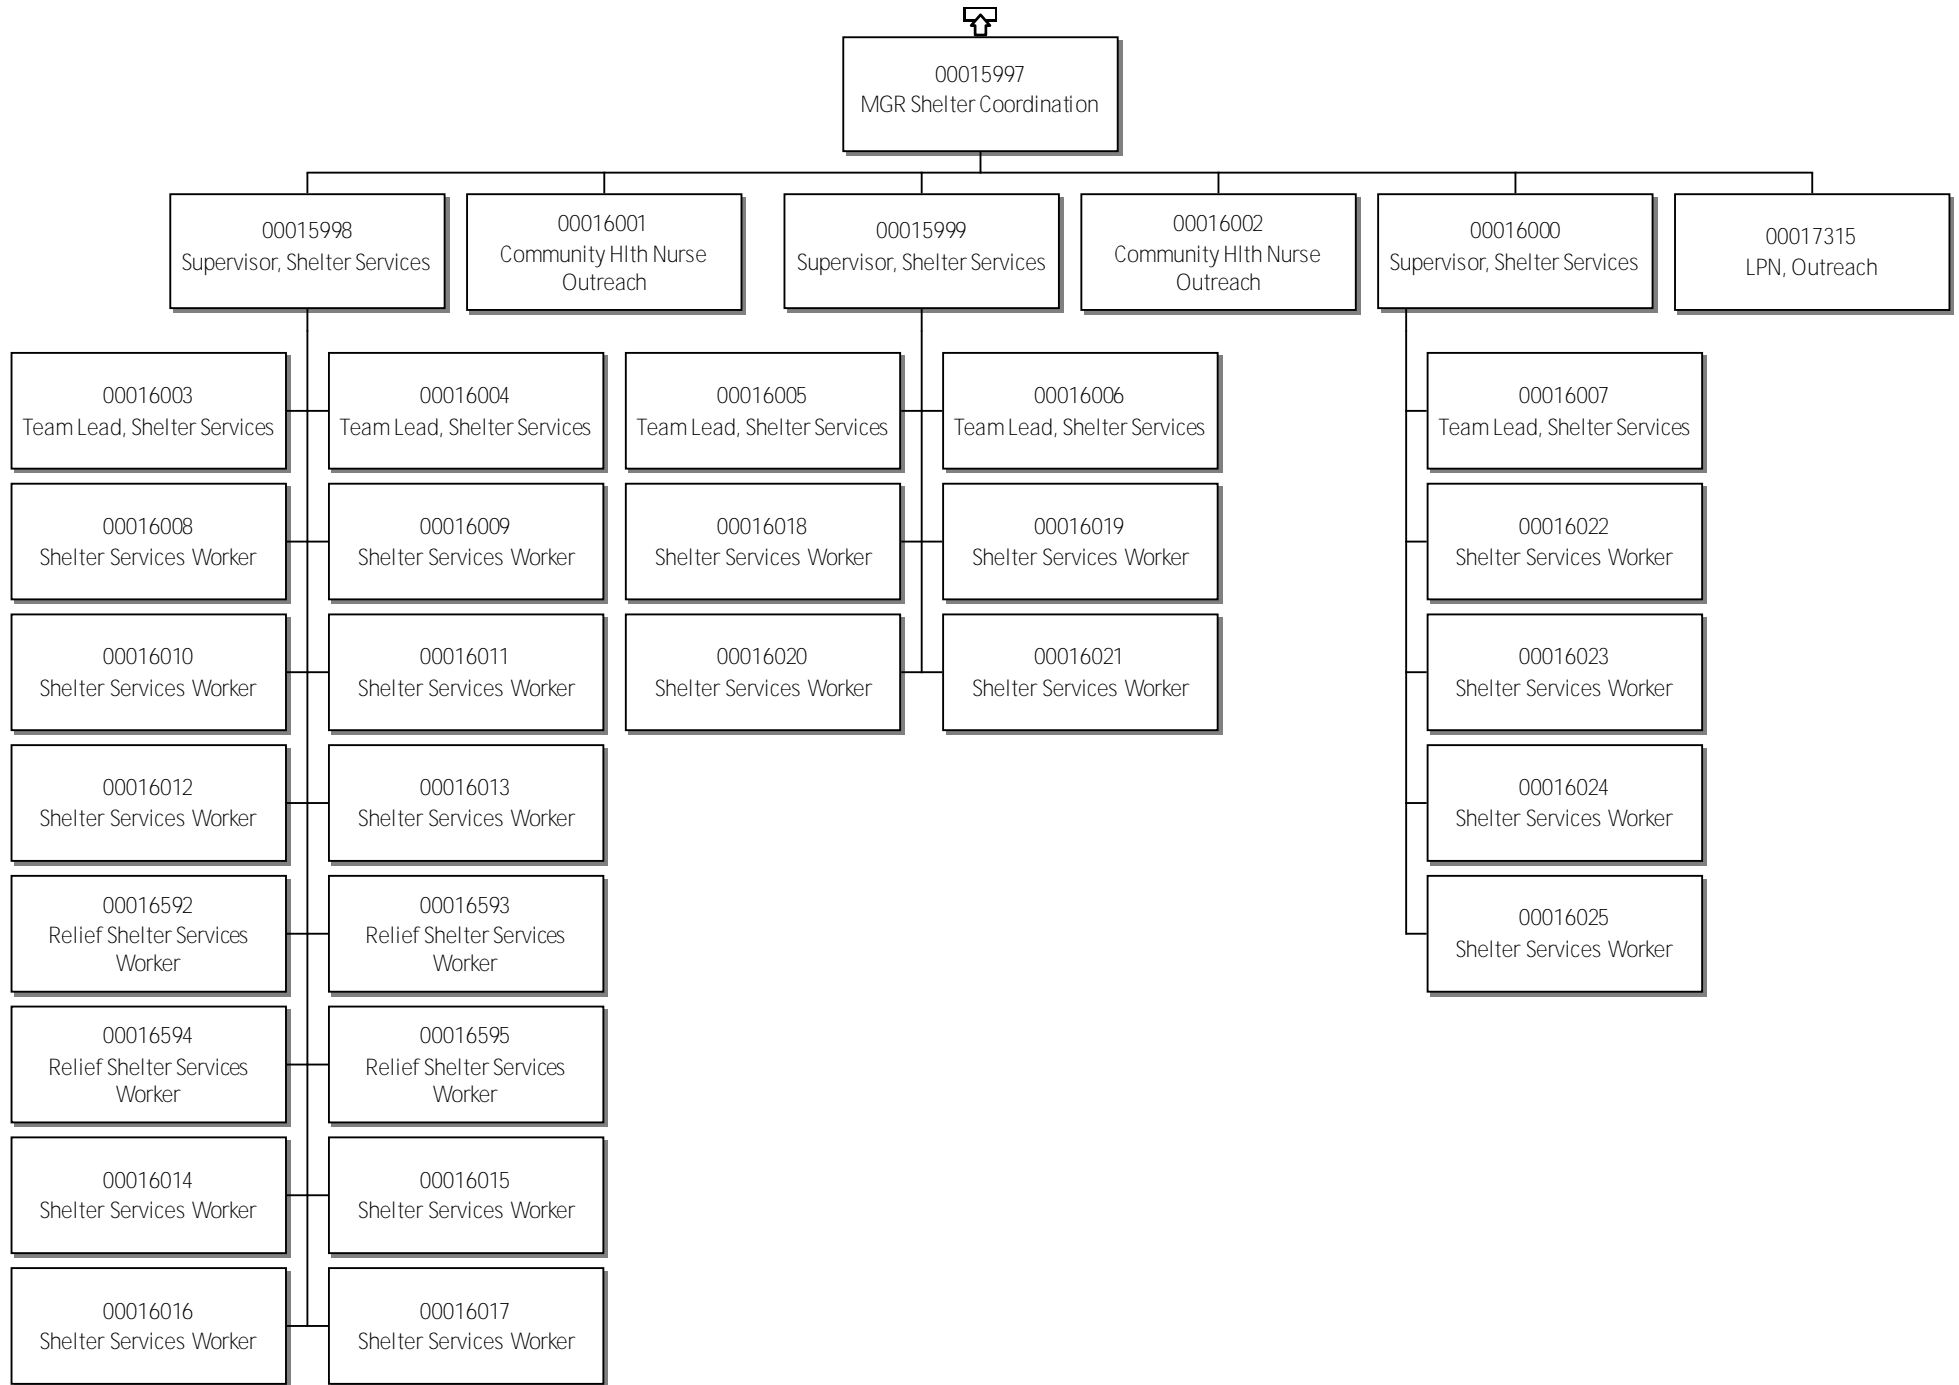 00015997
MGR Shelter Coordination
00015998
Supervisor, Shelter Services
00016001
Community Hlth Nurse
Outreach
00015999
Supervisor, Shelter Services
00016002
Community Hlth Nurse
Outreach
00016000
Supervisor, Shelter Services
00017315
LPN, Outreach
00016003
Team Lead, Shelter Services
00016004
Team Lead, Shelter Services
00016005
Team Lead, Shelter Services
00016006
Team Lead, Shelter Services
00016007
Team Lead, Shelter Services
00016008
Shelter Services Worker
00016009
Shelter Services Worker
00016018
Shelter Services Worker
00016019
Shelter Services Worker
00016022
Shelter Services Worker
00016010
Shelter Services Worker
00016011
Shelter Services Worker
00016020
Shelter Services Worker
00016021
Shelter Services Worker
00016023
Shelter Services Worker
00016012
Shelter Services Worker
00016013
Shelter Services Worker
00016024
Shelter Services Worker
00016592
Relief Shelter Services
Worker
00016593
Relief Shelter Services
Worker
00016025
Shelter Services Worker
00016594
Relief Shelter Services
Worker
00016595
Relief Shelter Services
Worker
00016014
Shelter Services Worker
00016015
Shelter Services Worker
00016016
Shelter Services Worker
00016017
Shelter Services Worker